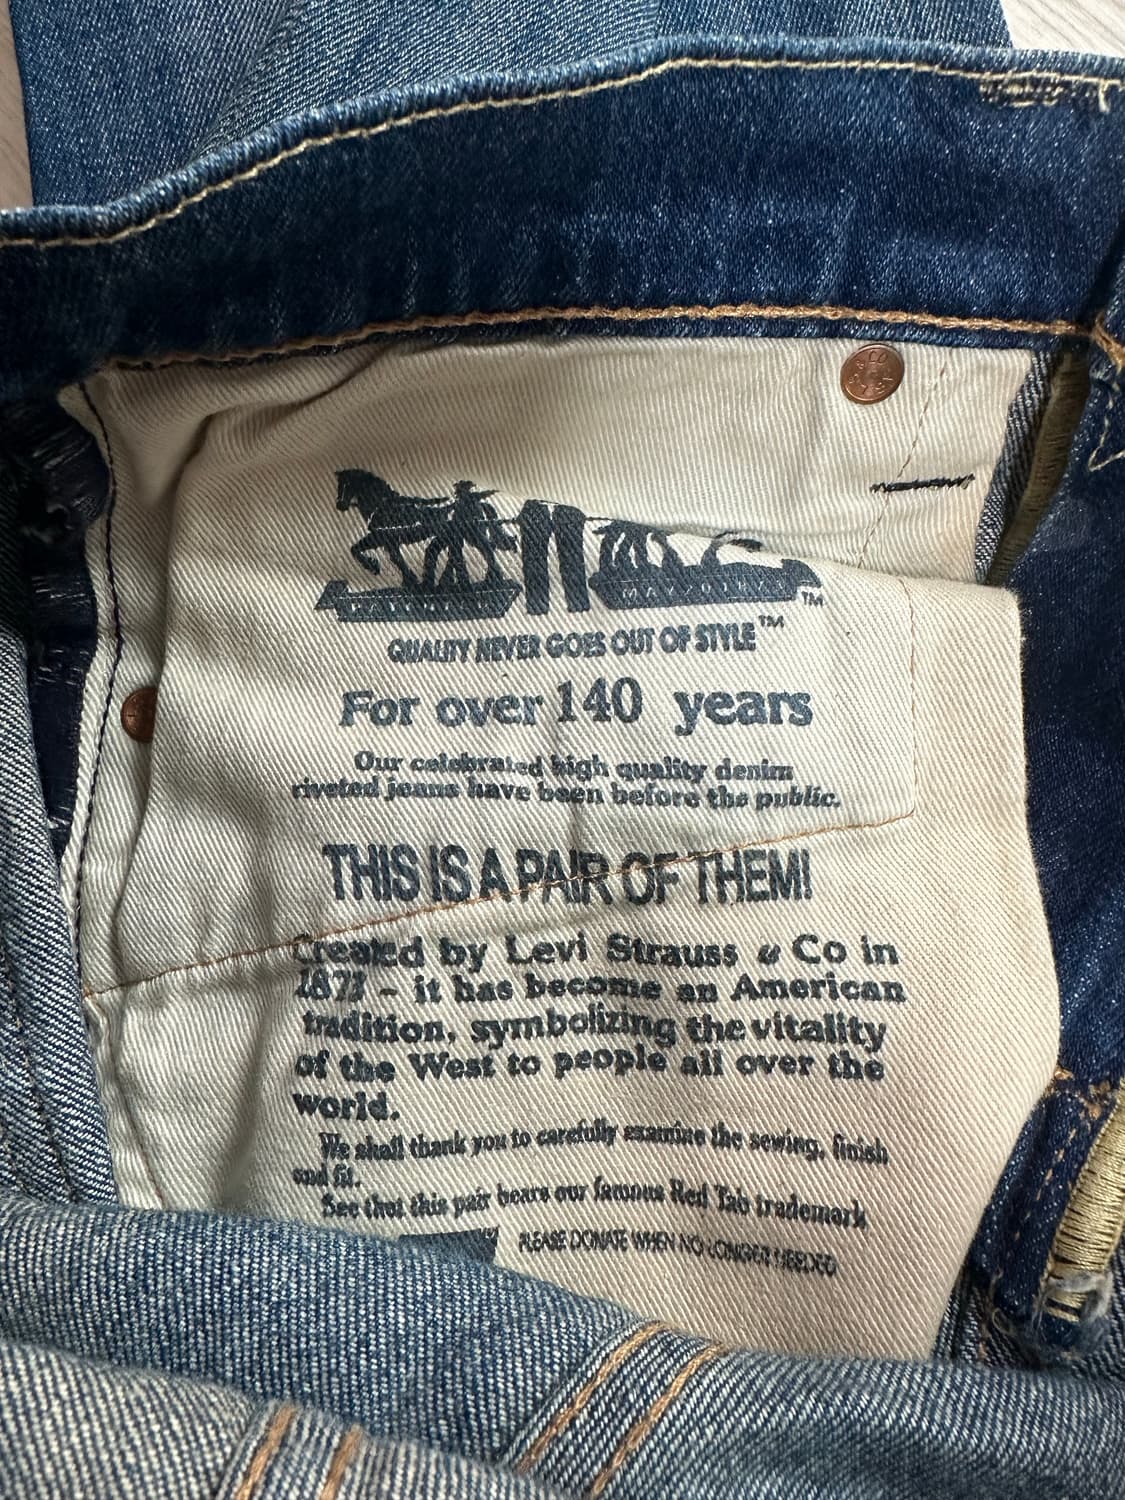 QUALITY NEVER GOES OUT OF STYLE™
For over 140 years
Our celebrated high quality denim
riveted jeans have been before the public.
THIS IS A PAIR OF THEM!
Created by Levi Strauss & Co in
1873 – it has become an American
tradition, symbolizing the vitality
of the West to people all over the
world.
We shall thank you to carefully examine the sewing, finish
and fit.
See that this pair bears our famous Red Tab trademark
PLEASE DONATE WHEN NO LONGER NEEDED